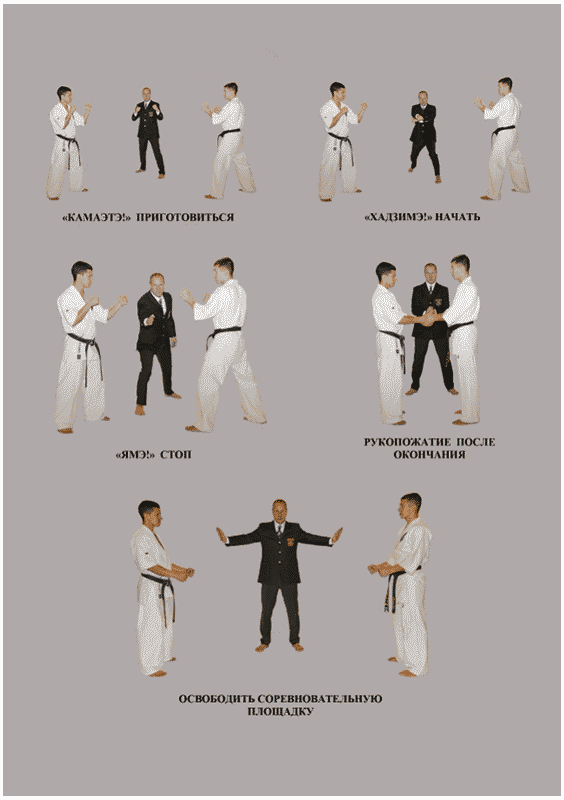 «КАМАЭТЭ!» ПРИГОТОВИТЬСЯ
«ХАДЗИМЭ!» НАЧАТЬ
«ЯМЭ!» СТОП
РУКОПОЖАТИЕ ПОСЛЕ
ОКОНЧАНИЯ
ОСВОБОДИТЬ СОРЕВНОВАТЕЛЬНУЮ
ПЛОЩАДКУ